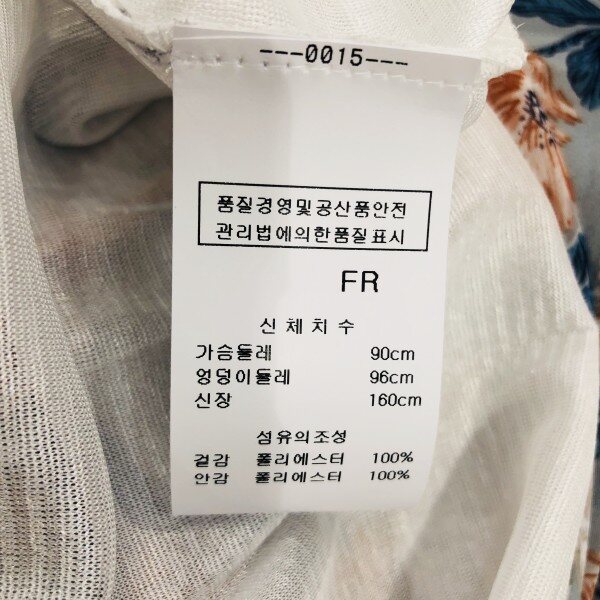 ---0015---
품질경영및공산품안전
관리법에의한품질표시
FR
신체치수
가슴둘레 90cm
엉덩이둘레 96cm
신장 160cm
섬유의조성
겉감 폴리에스터 100%
안감 폴리에스터 100%